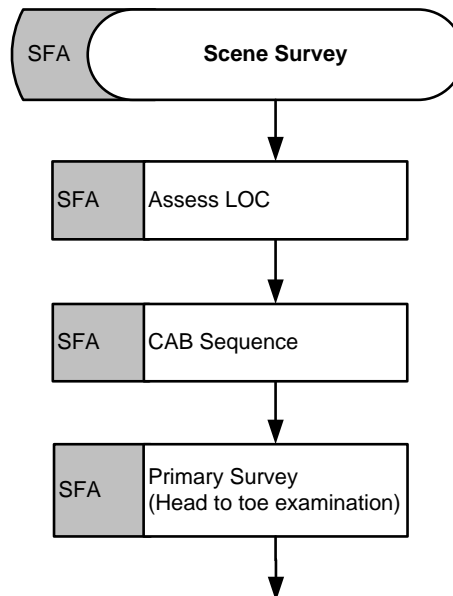 SFA Scene Survey
SFA Assess LOC
SFA CAB Sequence
SFA Primary Survey
(Head to toe examination)